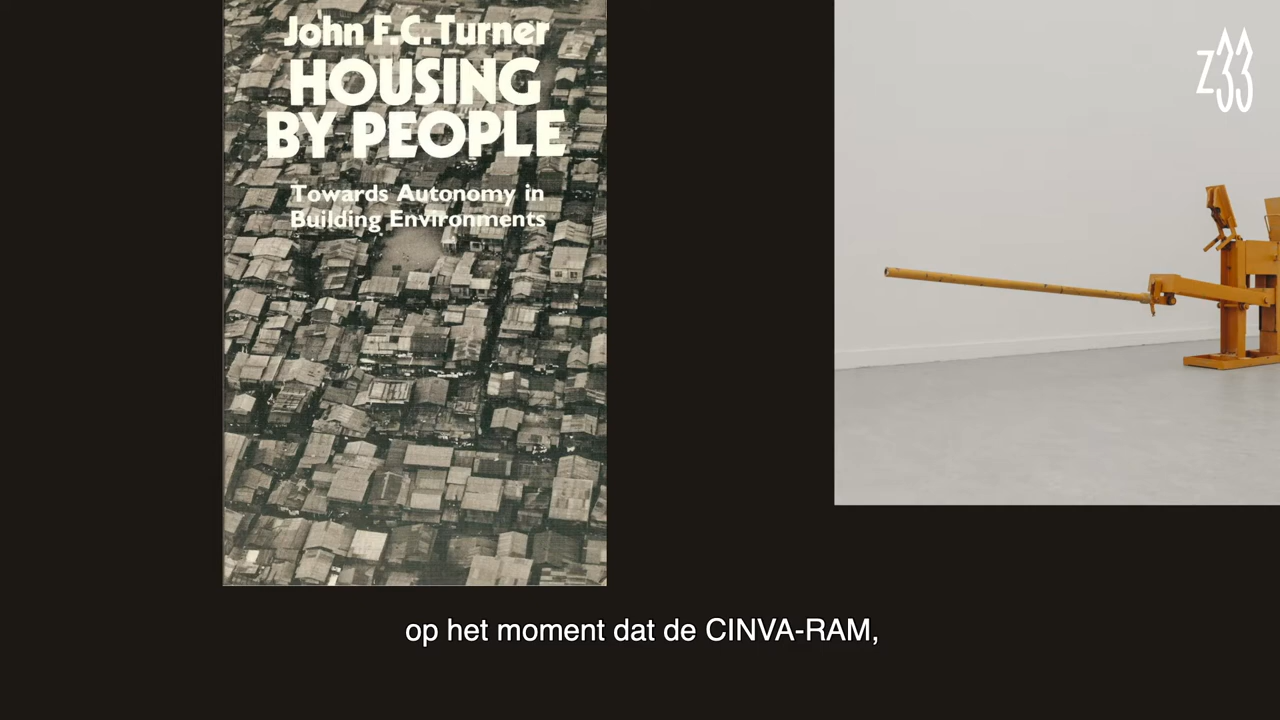 John F.C. Turner
HOUSING
BY PEOPLE
Towards Autonomy in
Building Environments
Z33
op het moment dat de CINVA-RAM,